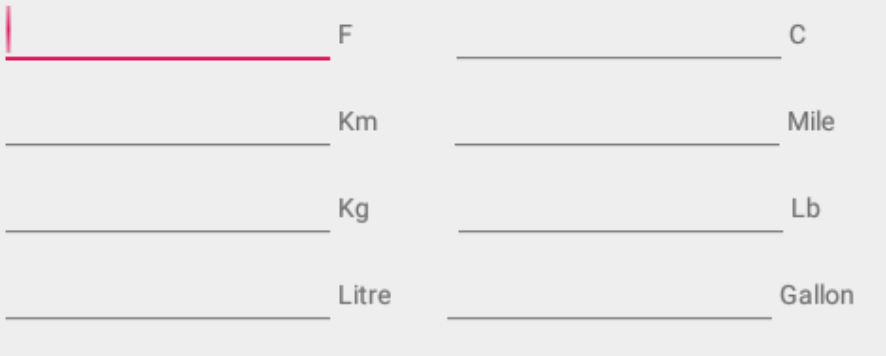 F C
Km Mile
Kg Lb
Litre Gallon